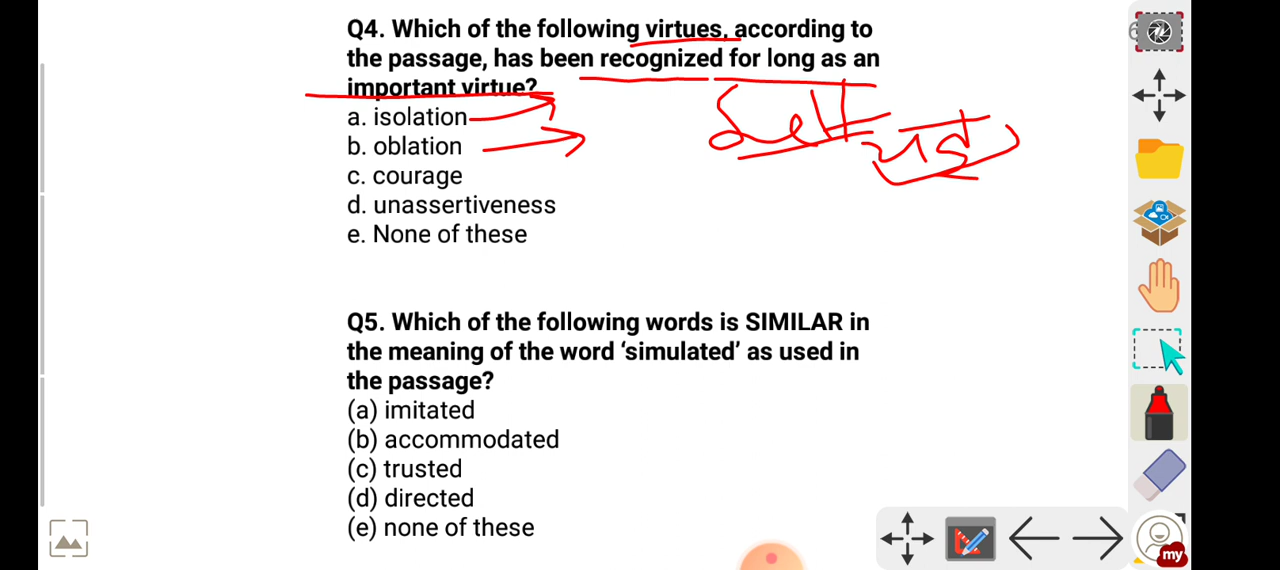 Q4. Which of the following virtues, according to
the passage, has been recognized for long as an
important virtue?
a. isolation
b. oblation
c. courage
d. unassertiveness
e. None of these
Q5. Which of the following words is SIMILAR in
the meaning of the word ‘simulated’ as used in
the passage?
(a) imitated
(b) accommodated
(c) trusted
(d) directed
(e) none of these
my